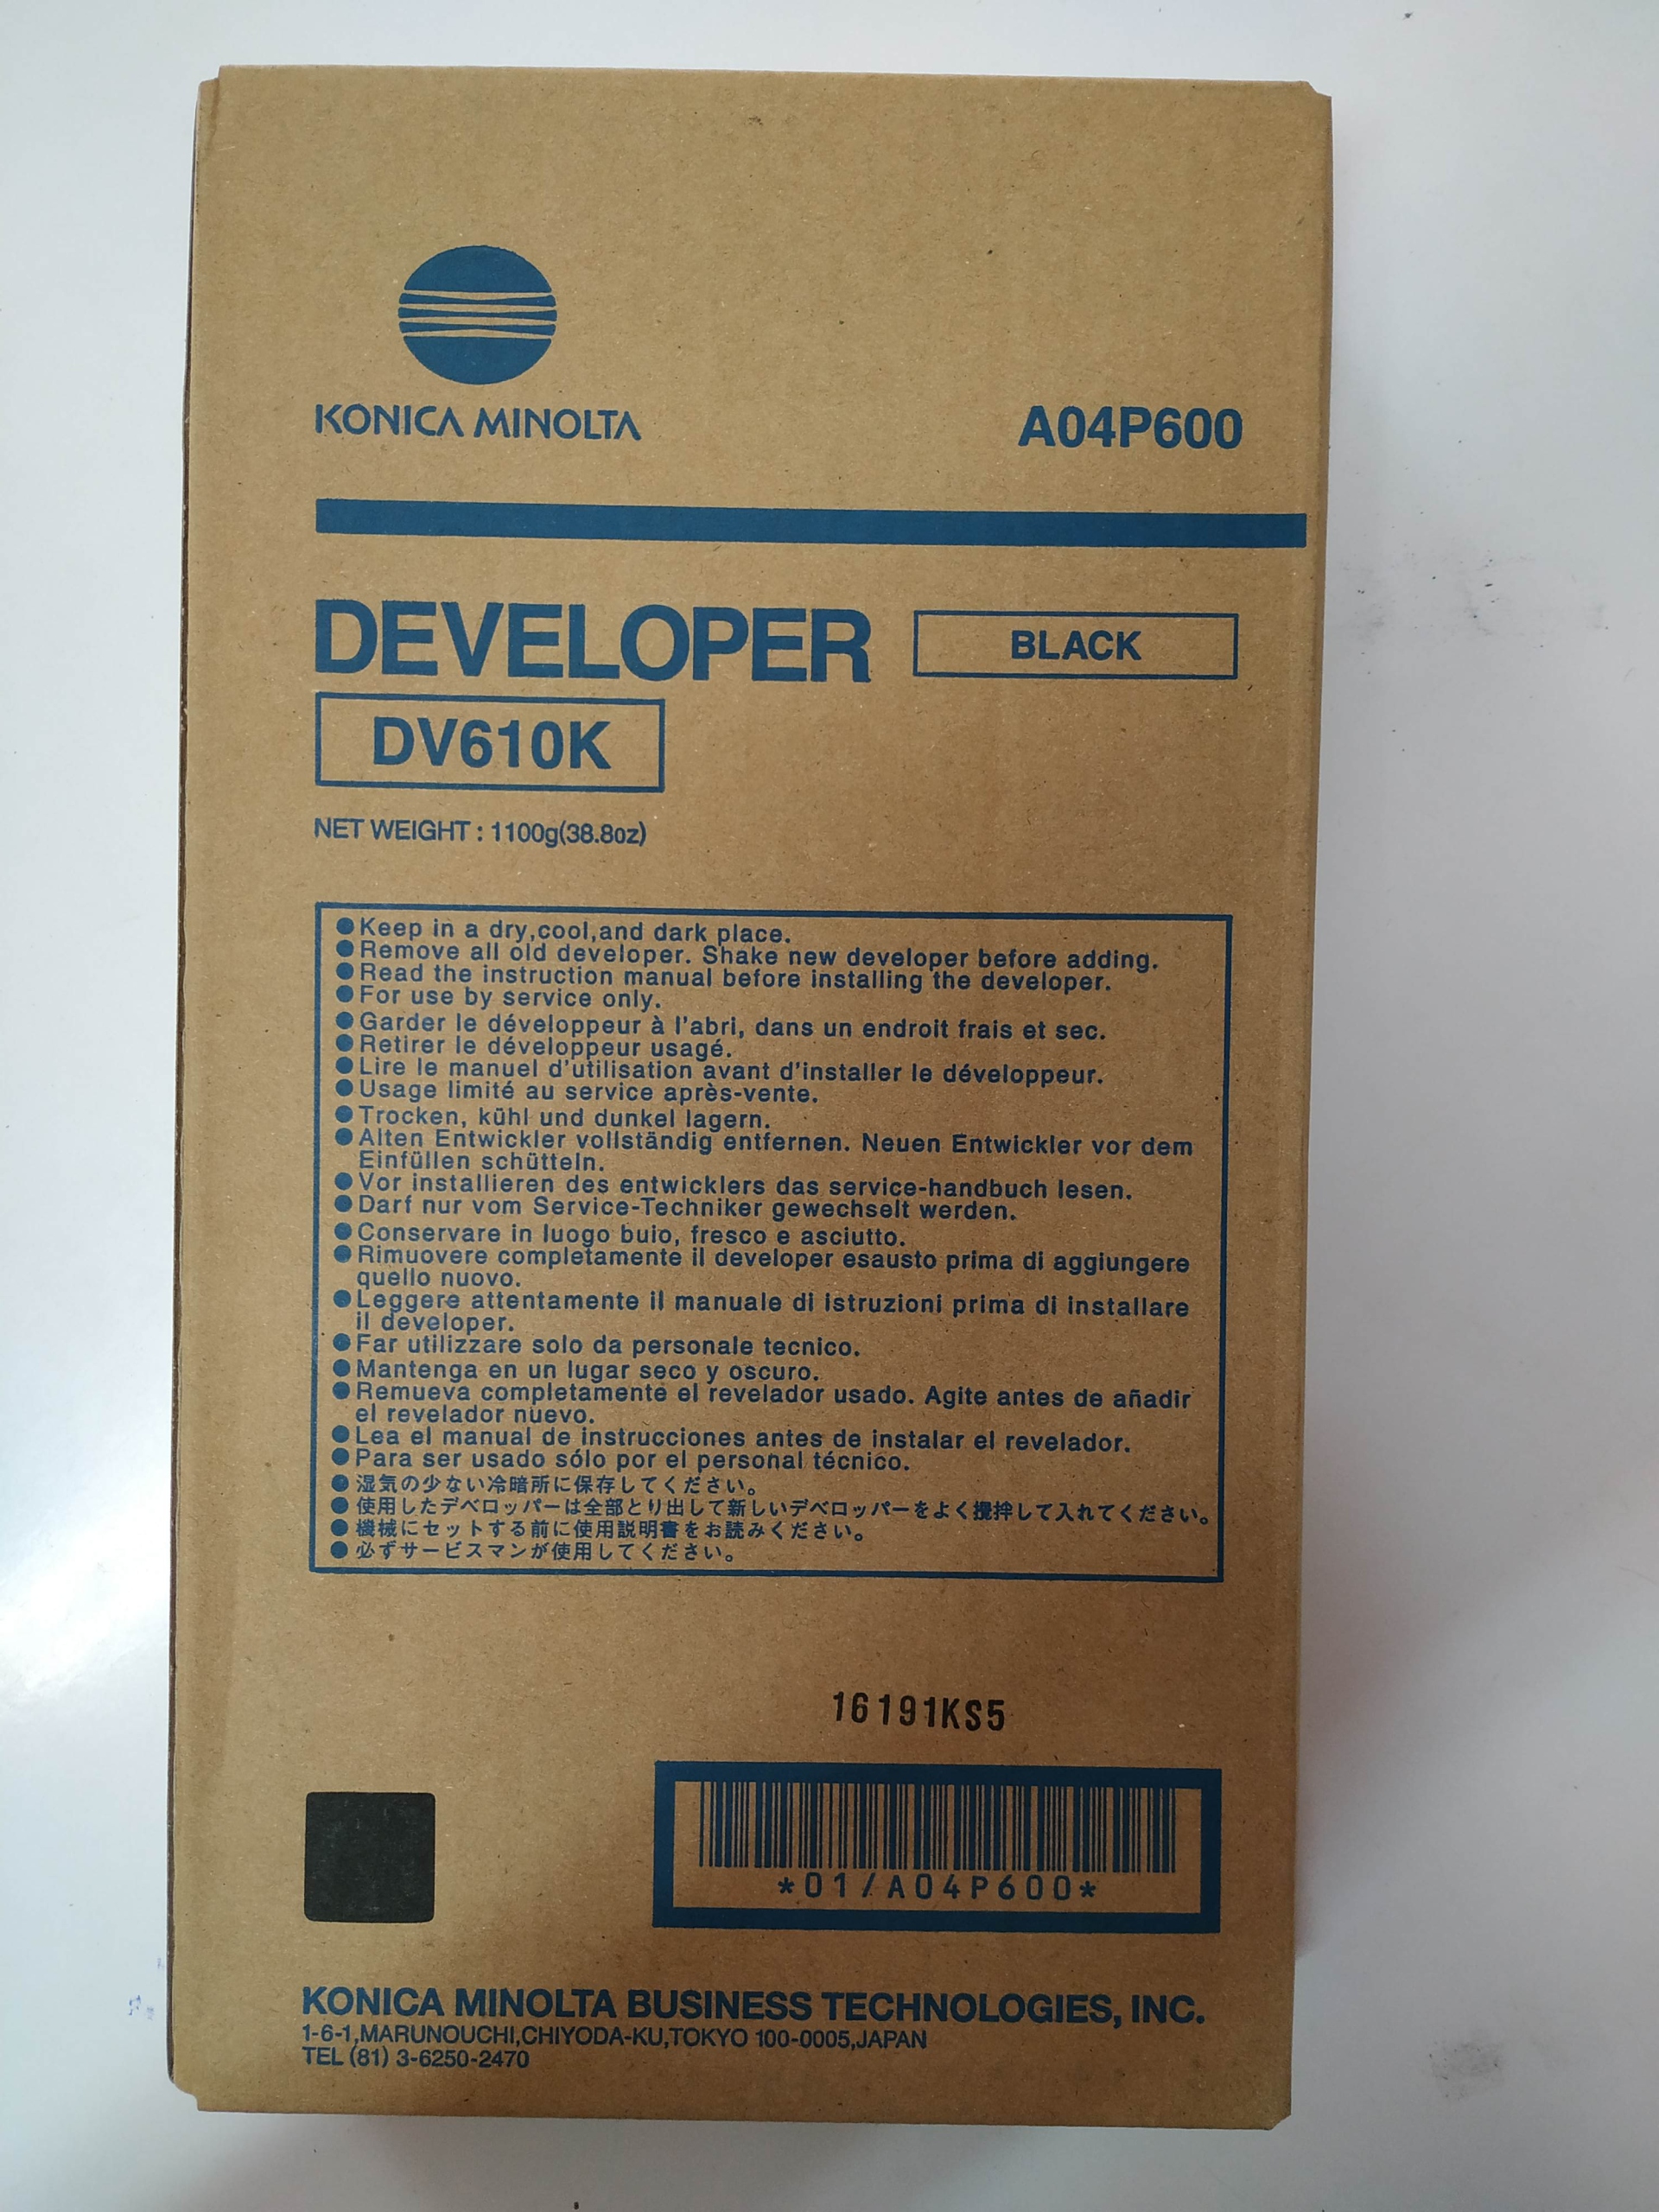 KONICA MINOLTA
A04P600
DEVELOPER
BLACK
DV610K
NET WEIGHT : 1100g(38.8oz)
●Keep in a dry,cool,and dark place.
●Remove all old developer. Shake new developer before adding.
●Read the instruction manual before installing the developer.
●For use by service only.
●Garder le développeur à l'abri, dans un endroit frais et sec.
●Retirer le développeur usagé.
●Lire le manuel d'utilisation avant d'installer le développeur.
●Usage limité au service après-vente.
●Trocken, kühl und dunkel lagern.
●Alten Entwickler vollständig entfernen. Neuen Entwickler vor dem
Einfüllen schütteln.
●Vor installieren des entwicklers das service-handbuch lesen.
●Darf nur vom Service-Techniker gewechselt werden.
●Conservare in luogo buio, fresco e asciutto.
●Rimuovere completamente il developer esausto prima di aggiungere
quello nuovo.
●Leggere attentamente il manuale di istruzioni prima di installare
il developer.
●Far utilizzare solo da personale tecnico.
●Mantenga en un lugar seco y oscuro.
●Remueva completamente el revelador usado. Agite antes de añadir
el revelador nuevo.
●Lea el manual de instrucciones antes de instalar el revelador.
●Para ser usado sólo por el personal técnico.
●湿気の少ない冷暗所に保存してください。
●使用したデベロッパーは全部とり出して新しいデベロッパーをよく攪拌して入れてください。
●機械にセットする前に使用説明書をお読みください。
●必ずサービスマンが使用してください。
16191KS5
*01/A04P600*
KONICA MINOLTA BUSINESS TECHNOLOGIES, INC.
1-6-1,MARUNOUCHI,CHIYODA-KU,TOKYO 100-0005,JAPAN
TEL (81) 3-6250-2470